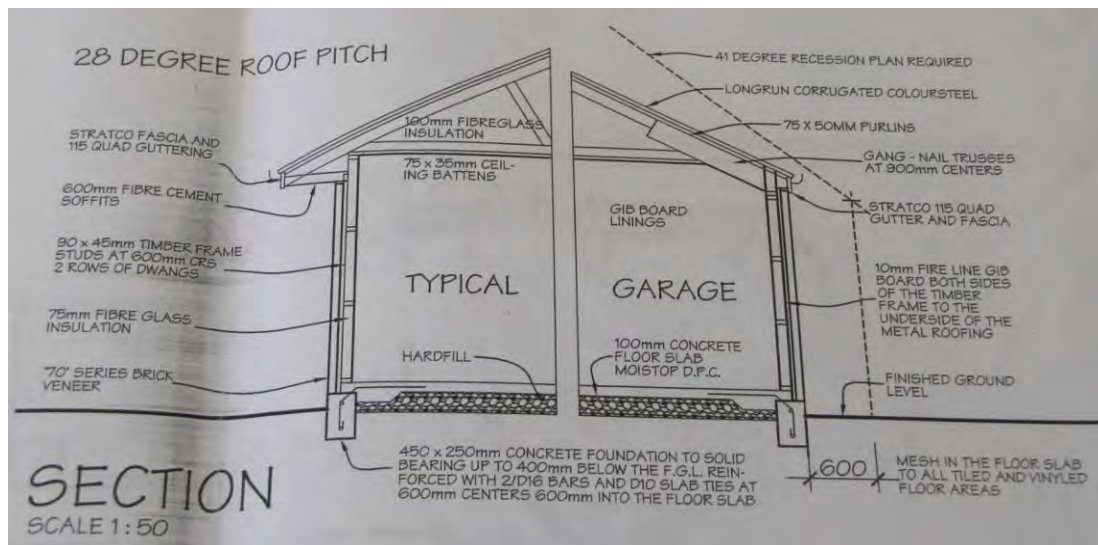 28 DEGREE ROOF PITCH
STRATCO FASCIA AND
115 QUAD GUTTERING
600mm FIBRE CEMENT
SOFFITS
90 x 45mm TIMBER FRAME
STUDS AT 600mm CRS
2 ROWS OF DWANGS
75mm FIBRE GLASS
INSULATION
'70' SERIES BRICK
VENEER
100mm FIBREGLASS
INSULATION
75 x 35mm CEIL-
ING BATTENS
TYPICAL
HARDFILL
GIB BOARD
LININGS
GARAGE
100mm CONCRETE
FLOOR SLAB
MOISTOP D.P.C.
41 DEGREE RECESSION PLAN REQUIRED
LONGRUN CORRUGATED COLOURSTEEL
75 X 50MM PURLINS
GANG - NAIL TRUSSES
AT 900mm CENTERS
STRATCO 115 QUAD
GUTTER AND FASCIA
10mm FIRE LINE GIB
BOARD BOTH SIDES
OF THE TIMBER
FRAME TO THE
UNDERSIDE OF THE
METAL ROOFING
FINISHED GROUND
LEVEL
450 x 250mm CONCRETE FOUNDATION TO SOLID
BEARING UP TO 400mm BELOW THE F.G.L. REIN-
FORCED WITH 2/D16 BARS AND D10 SLAB TIES AT
600mm CENTERS 600mm INTO THE FLOOR SLAB
600
MESH IN THE FLOOR SLAB
TO ALL TILED AND VINYLED
FLOOR AREAS
SECTION
SCALE 1:50